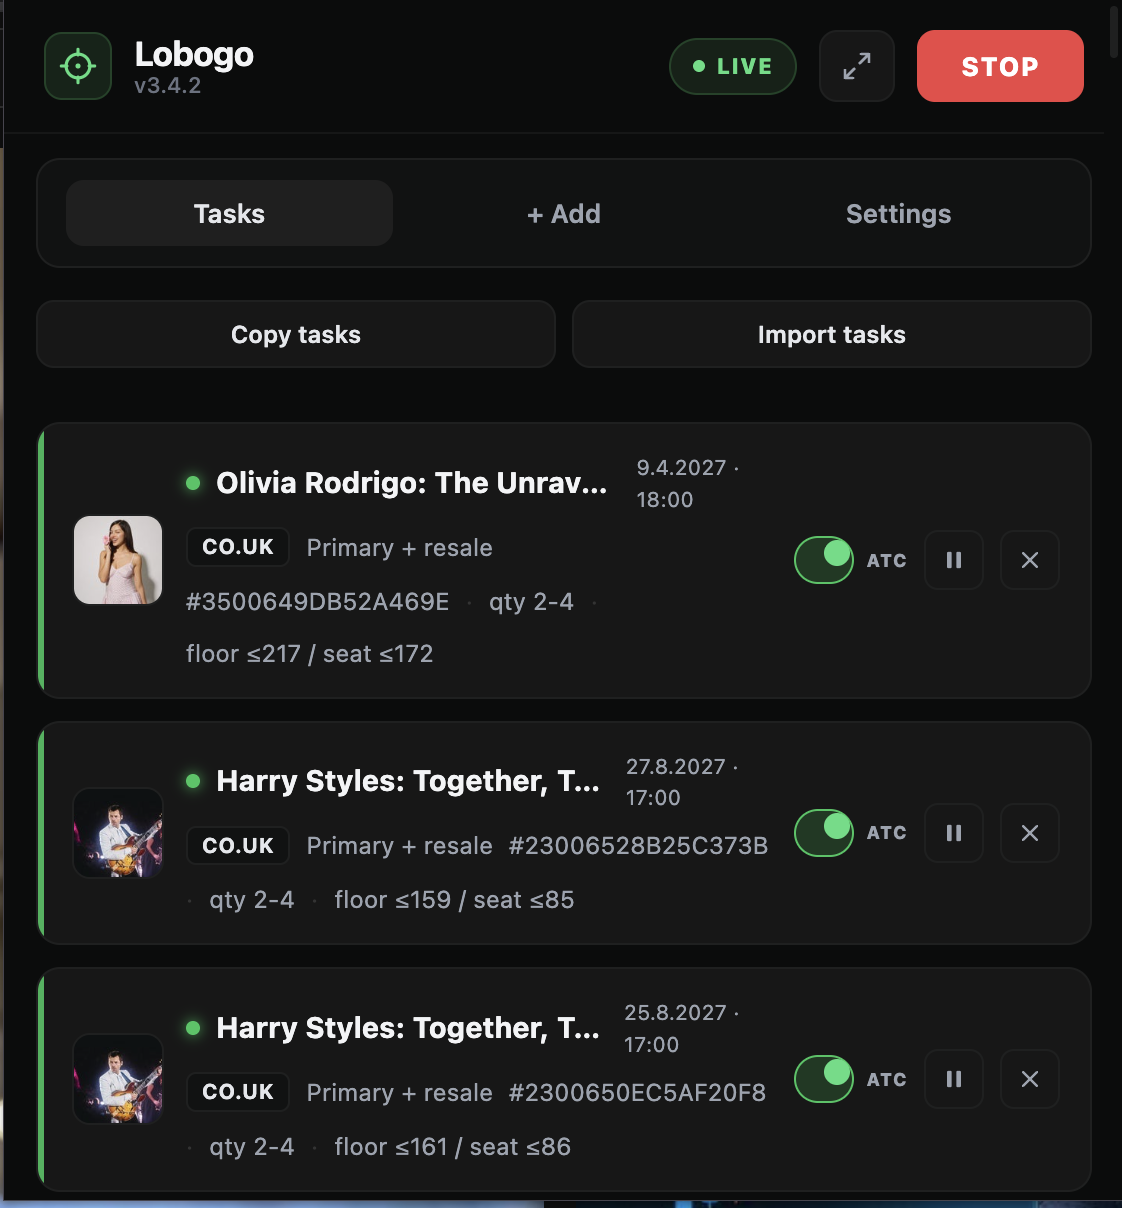 Lobogo
v3.4.2
LIVE
STOP
Tasks
+ Add
Settings
Copy tasks
Import tasks
Olivia Rodrigo: The Unrav...
9.4.2027 ·
18:00
CO.UK Primary + resale
#3500649DB52A469E · qty 2-4 ·
floor ≤217 / seat ≤172
ATC
Harry Styles: Together, T...
27.8.2027 ·
17:00
CO.UK Primary + resale #23006528B25C373B
· qty 2-4 · floor ≤159 / seat ≤85
ATC
Harry Styles: Together, T...
25.8.2027 ·
17:00
CO.UK Primary + resale #2300650EC5AF20F8
· qty 2-4 · floor ≤161 / seat ≤86
ATC